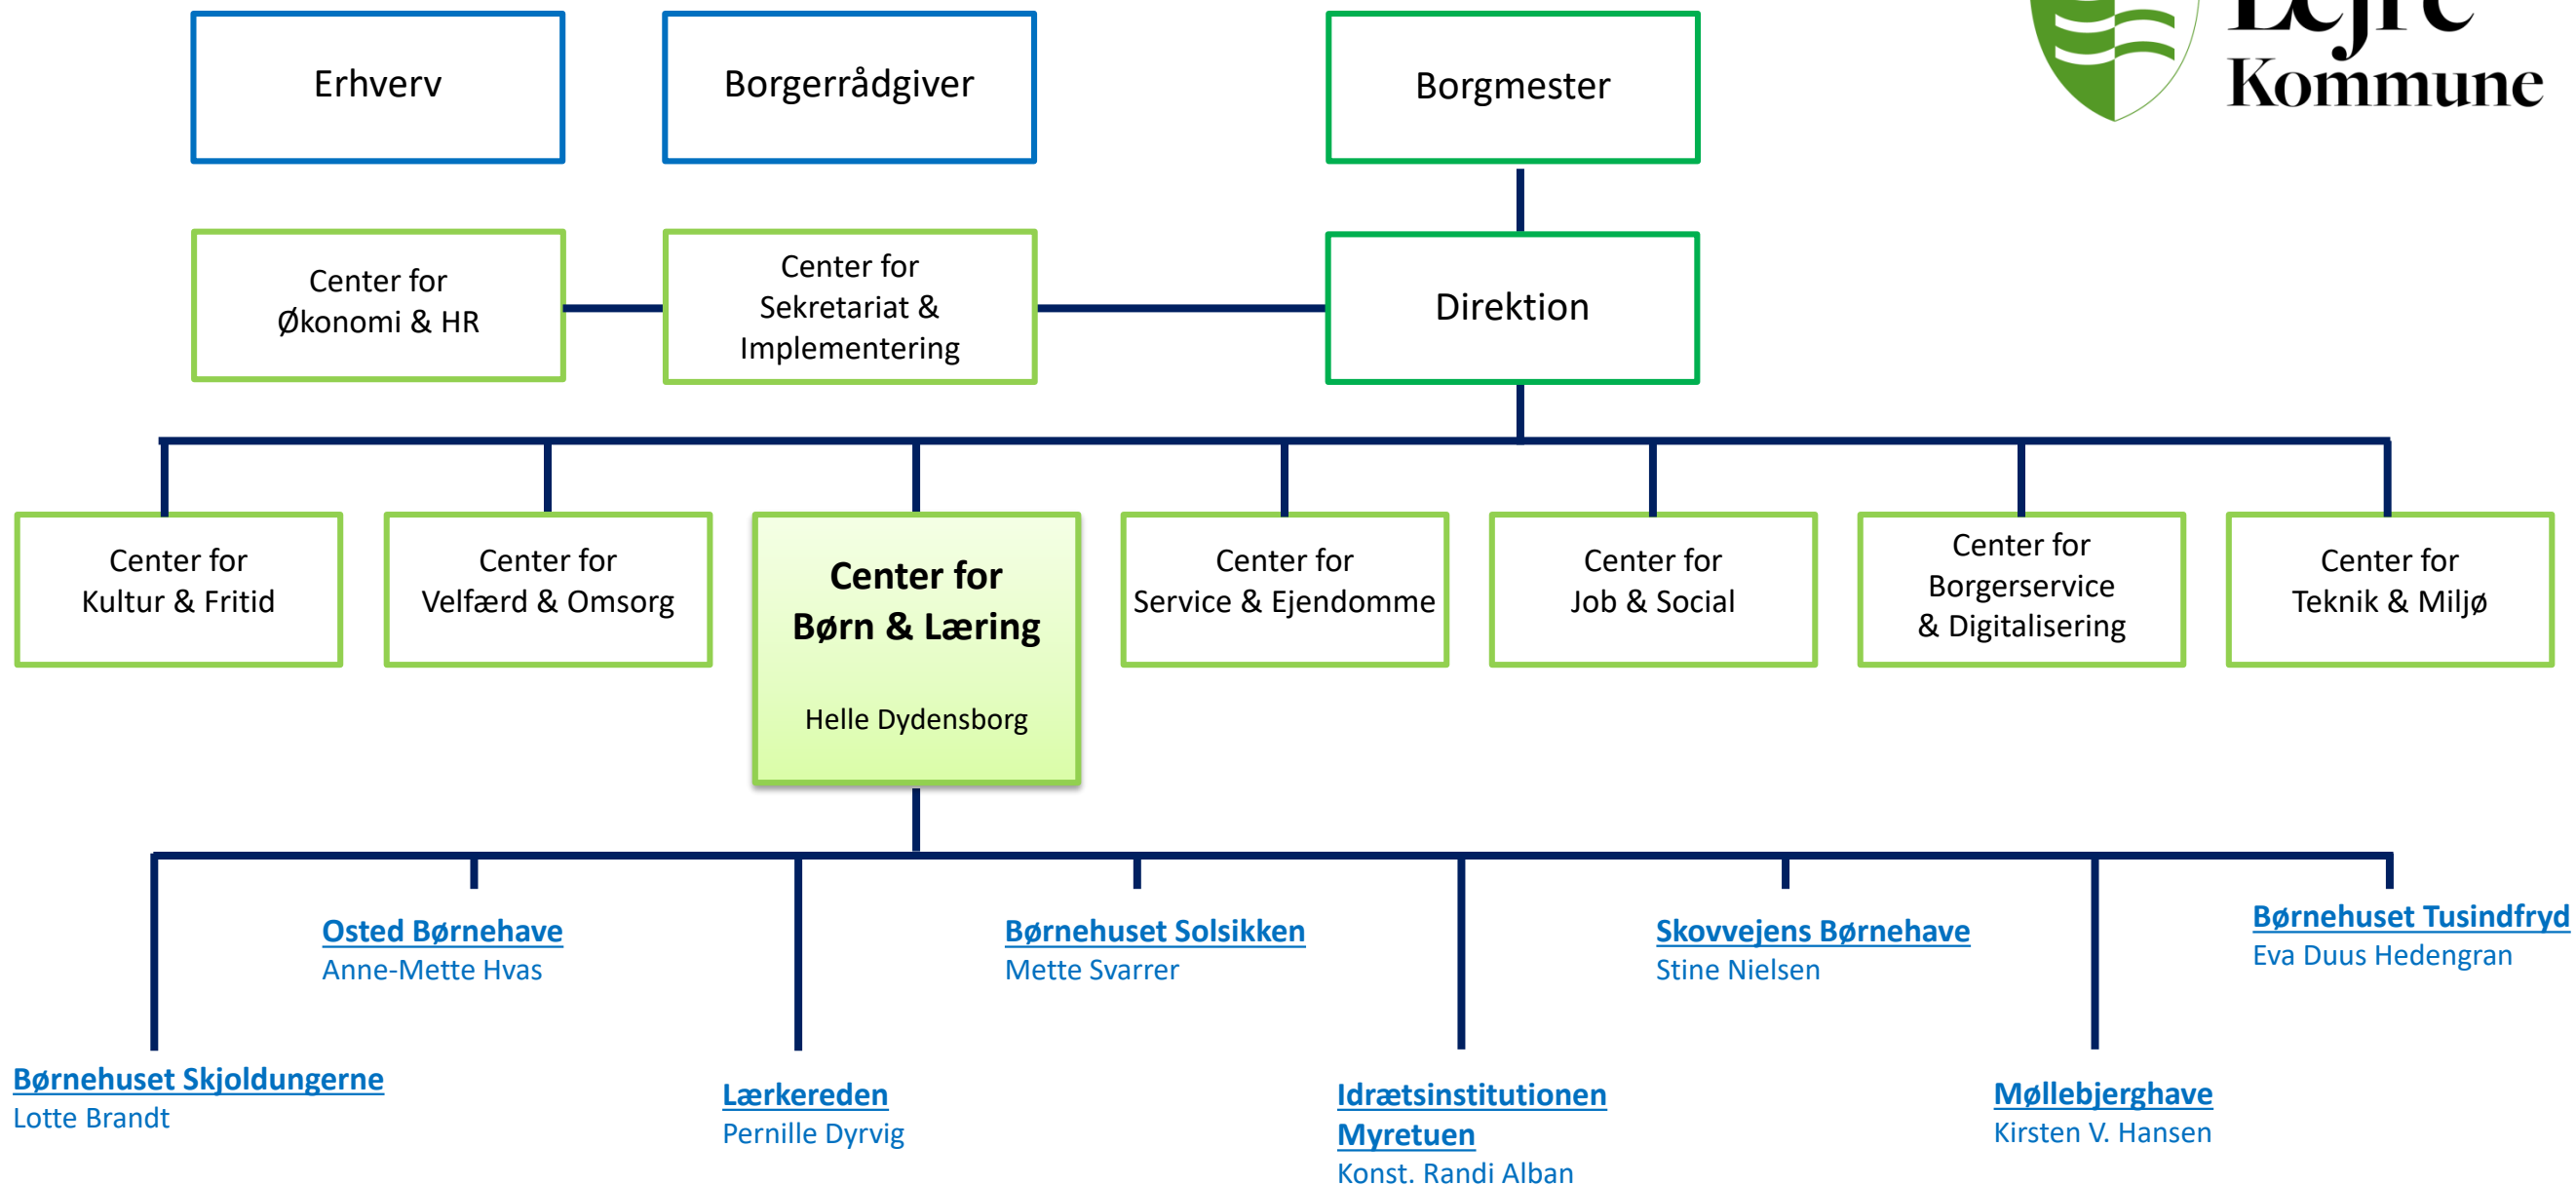 Lejre
Kommune
Erhverv
Borgerrådgiver
Borgmester
Center for
Økonomi & HR
Center for
Sekretariat &
Implementering
Direktion
Center for
Kultur & Fritid
Center for
Velfærd & Omsorg
Center for
Børn & Læring
Helle Dydensborg
Center for
Service & Ejendomme
Center for
Job & Social
Center for
Borgerservice
& Digitalisering
Center for
Teknik & Miljø
Osted Børnehave
Anne-Mette Hvas
Børnehuset Solsikken
Mette Svarrer
Skovvejens Børnehave
Stine Nielsen
Børnehuset Tusindfryd
Eva Duus Hedengran
Børnehuset Skjoldungerne
Lotte Brandt
Lærkereden
Pernille Dyrvig
Idrætsinstitutionen
Myretuen
Konst. Randi Alban
Møllebjerghave
Kirsten V. Hansen